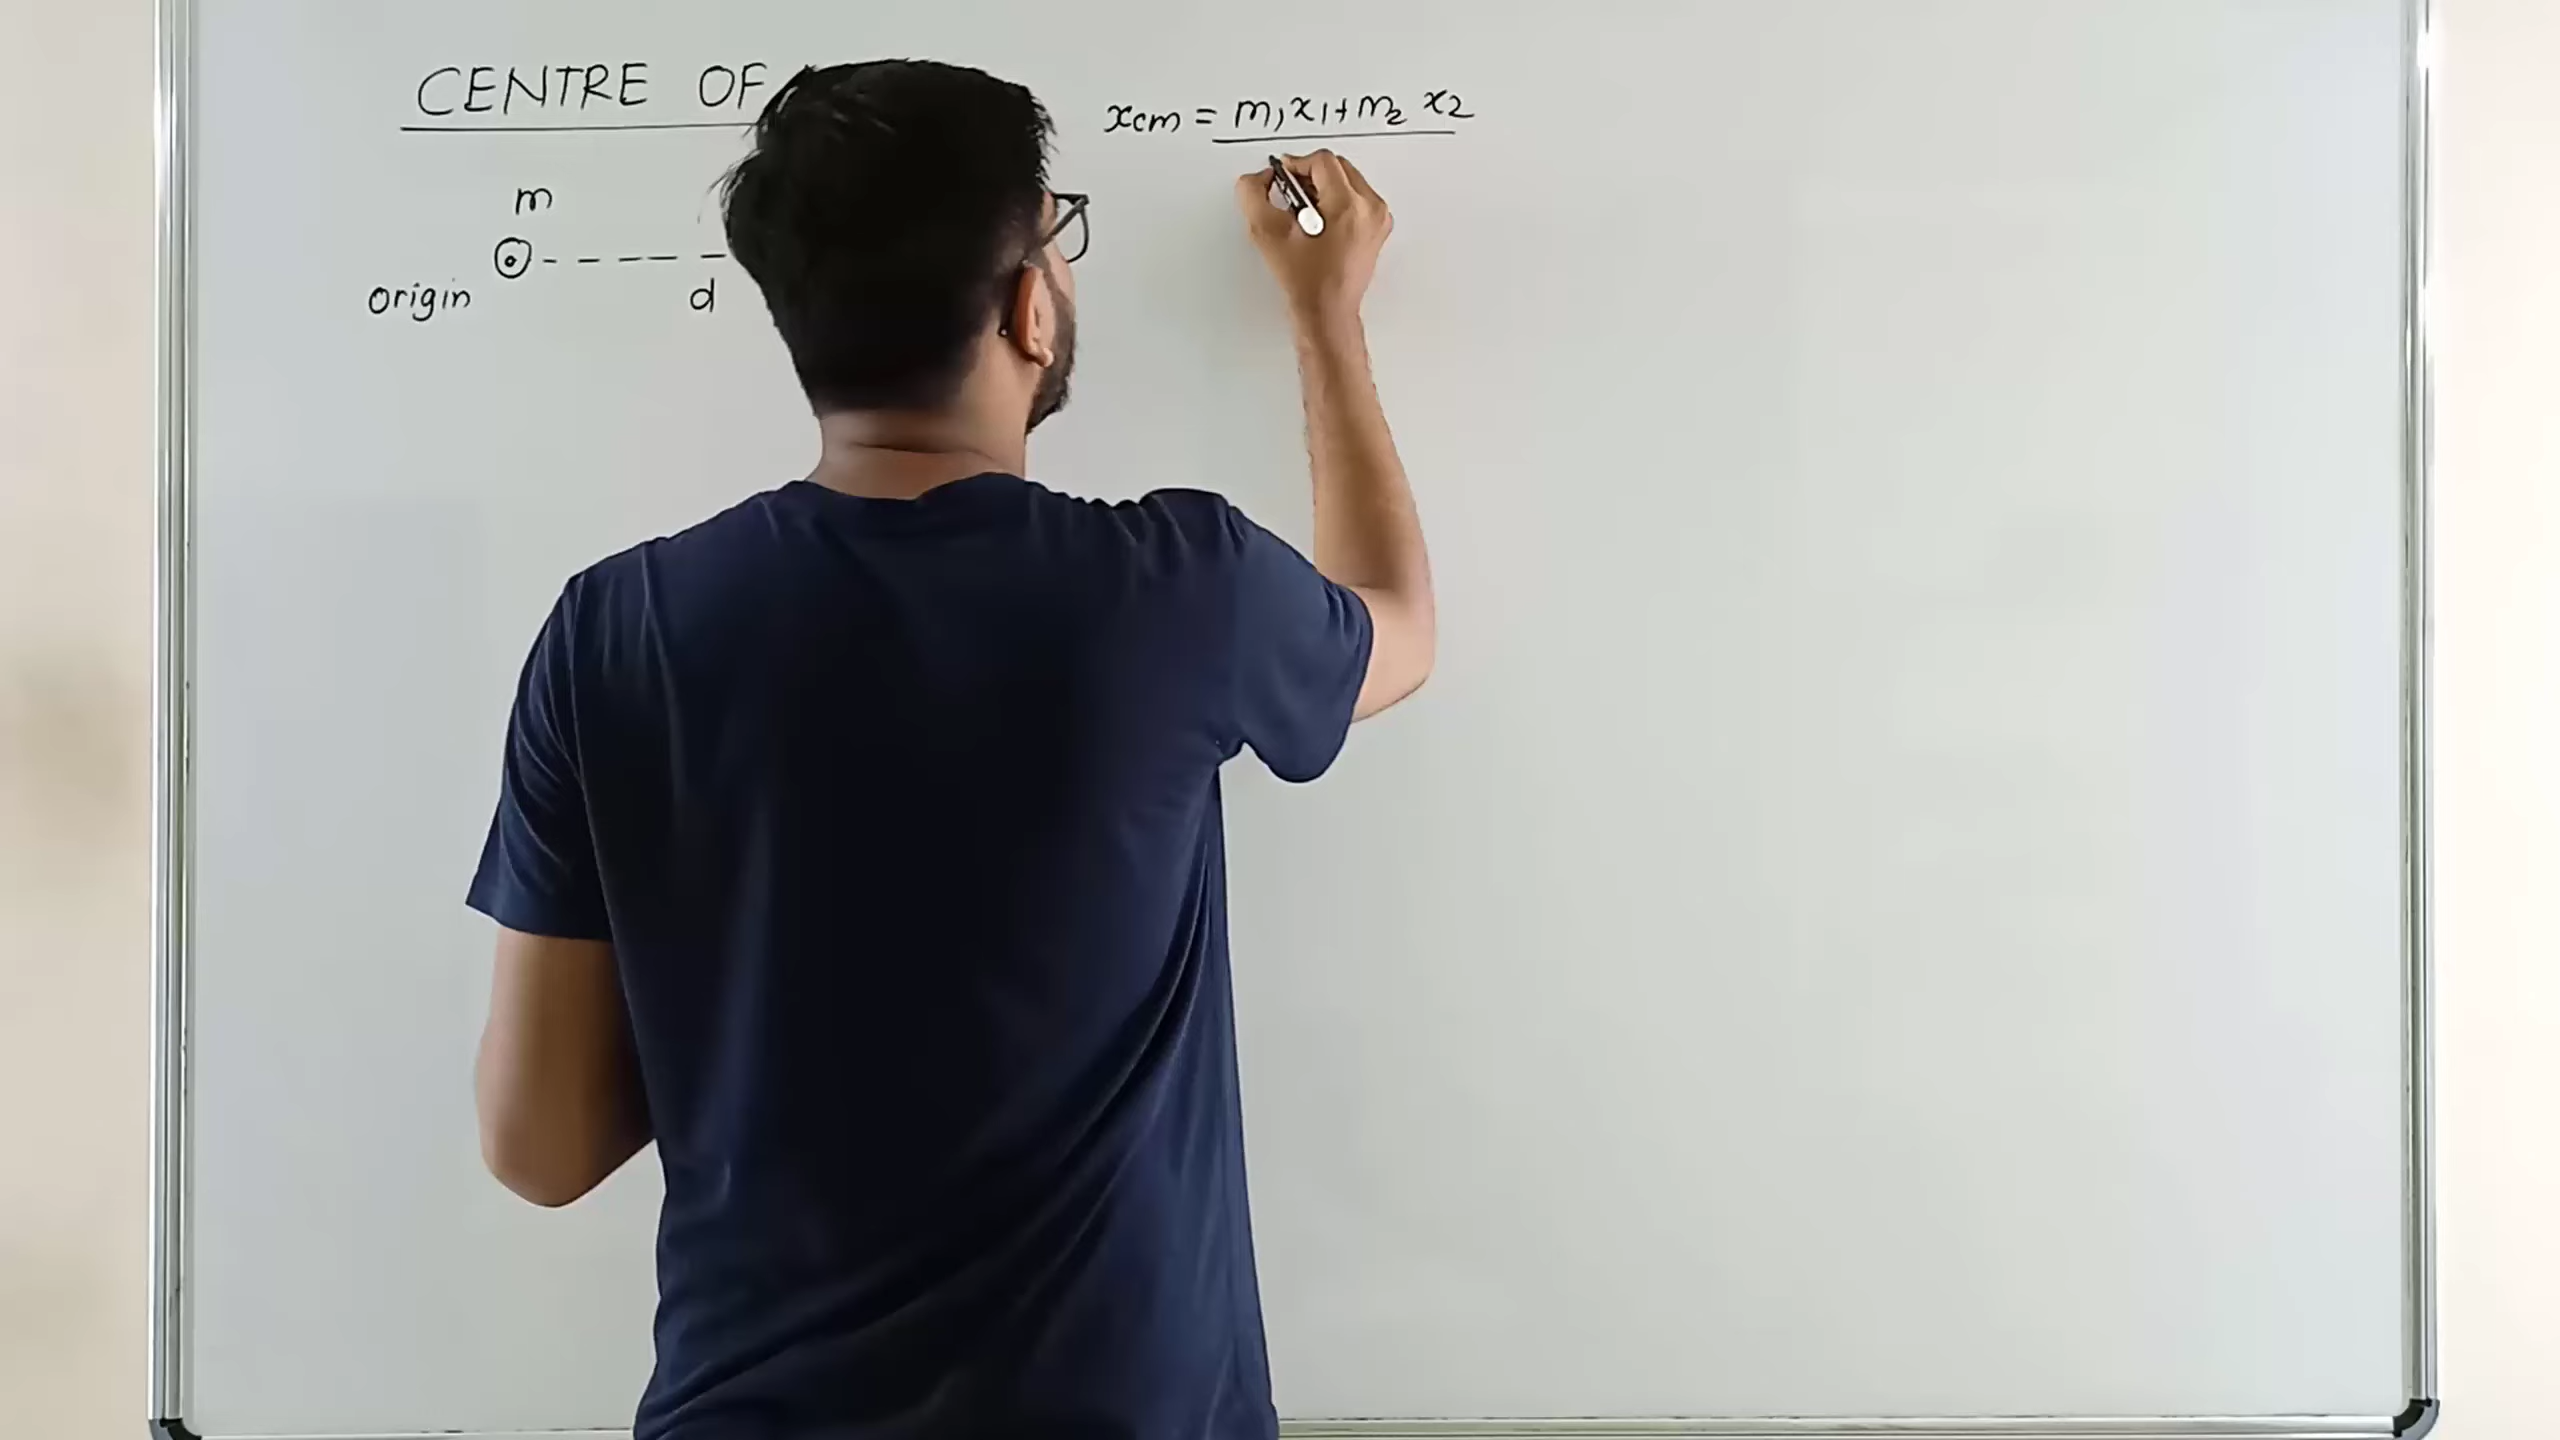 CENTRE OF
xcm = m1x1+m2 x2
m
origin
d